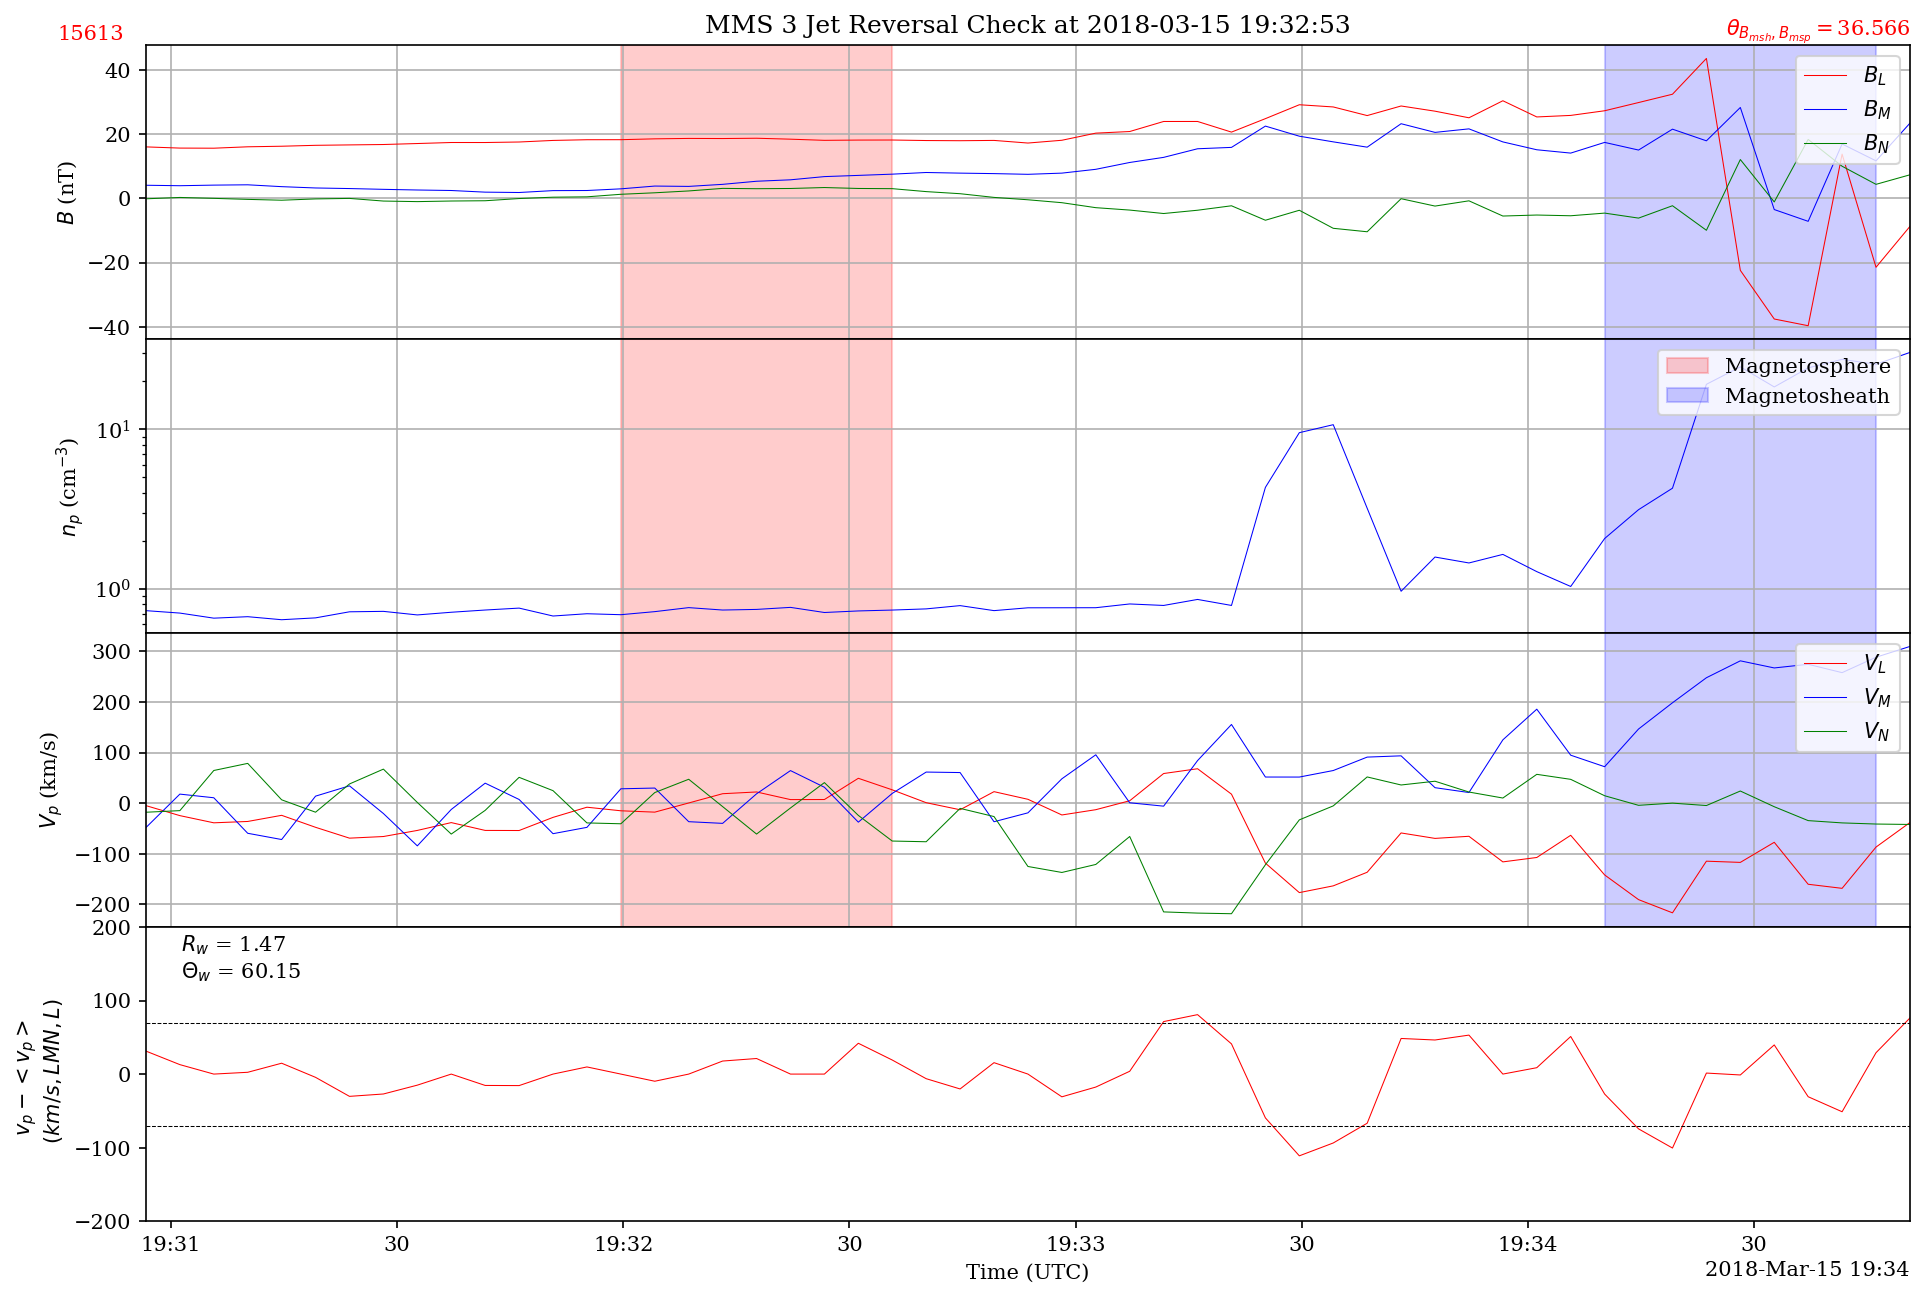 15613
MMS 3 Jet Reversal Check at 2018-03-15 19:32:53
θ_{B_{msh}, B_{msp}} = 36.566
40
20
0
−20
−40
B (nT)
B_L
B_M
B_N
10^1
10^0
n_p (cm^{−3})
Magnetosphere
Magnetosheath
300
200
100
0
−100
−200
V_p (km/s)
V_L
V_M
V_N
200
100
0
−100
−200
v_p − < v_p >
(km/s, LMN, L)
R_w = 1.47
Θ_w = 60.15
19:31
30
19:32
30
19:33
30
19:34
30
Time (UTC)
2018-Mar-15 19:34